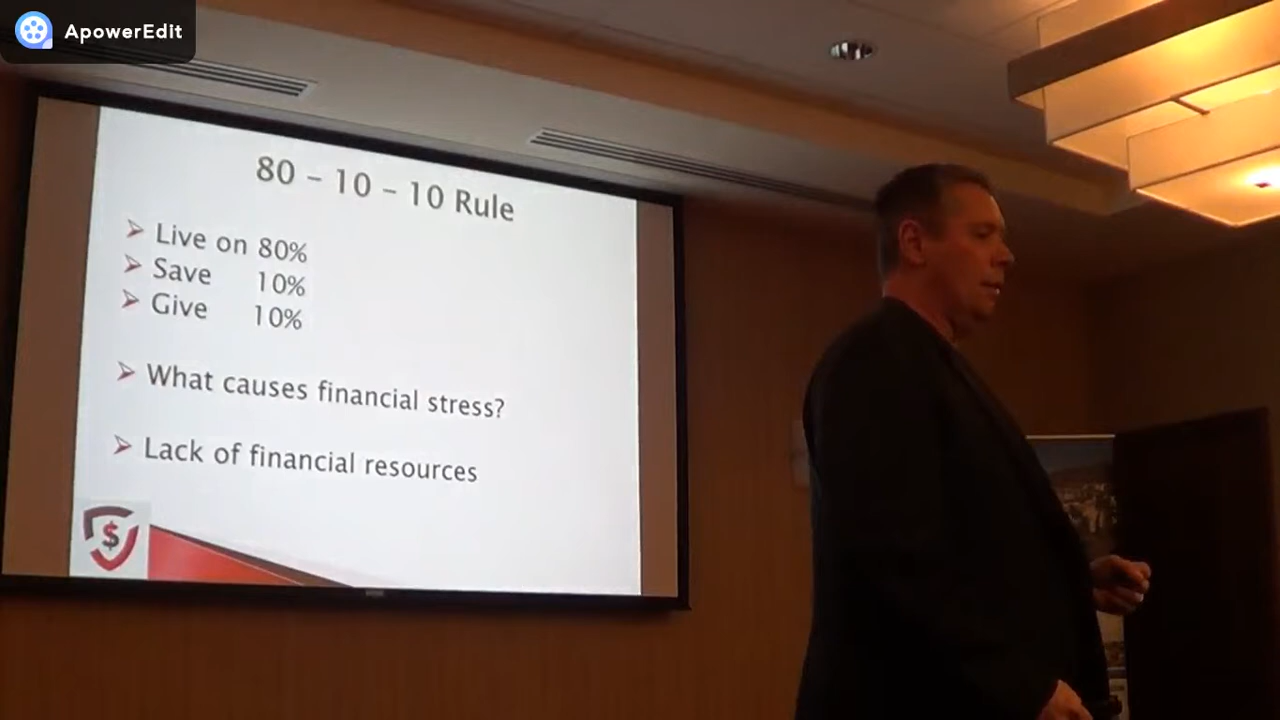 ApowerEdit
80 – 10 – 10 Rule
➢ Live on 80%
➢ Save 10%
➢ Give 10%
➢ What causes financial stress?
➢ Lack of financial resources
$